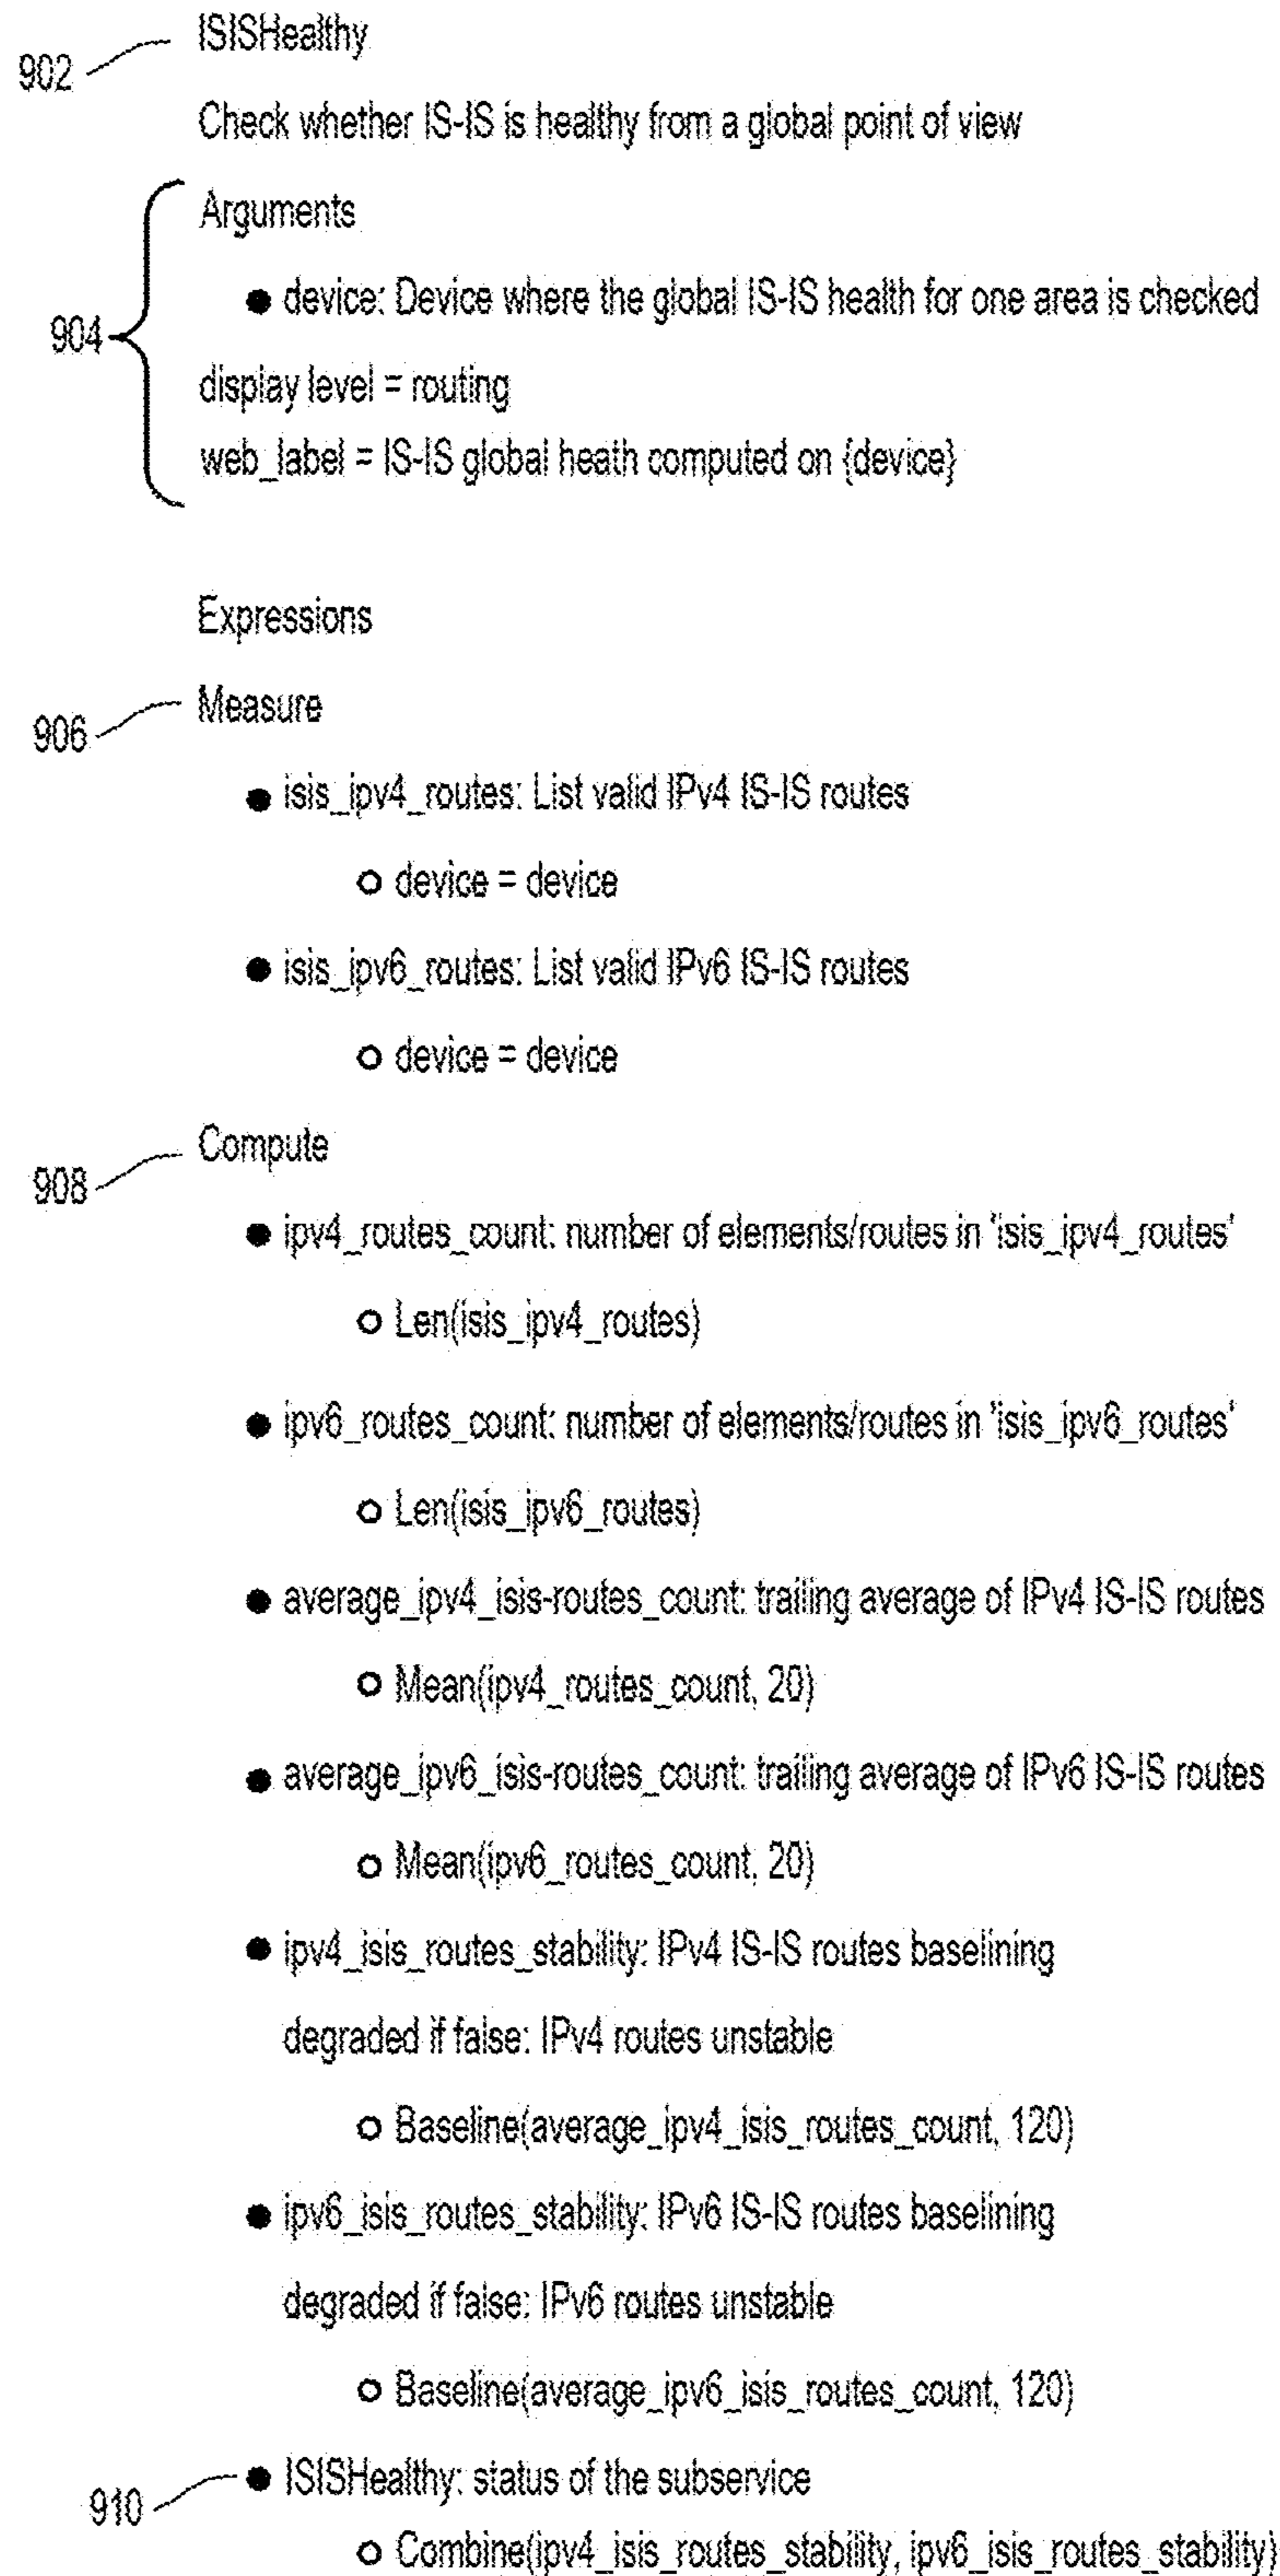 902
ISISHealthy
Check whether IS-IS is healthy from a global point of view
904
Arguments
● device: Device where the global IS-IS health for one area is checked
display level = routing
web_label = IS-IS global heath computed on {device}
Expressions
906
Measure
● isis_ipv4_routes: List valid IPv4 IS-IS routes
o device = device
● isis_ipv6_routes: List valid IPv6 IS-IS routes
o device = device
908
Compute
● ipv4_routes_count: number of elements/routes in 'isis_ipv4_routes'
o Len(isis_ipv4_routes)
● ipv6_routes_count: number of elements/routes in 'isis_ipv6_routes'
o Len(isis_ipv6_routes)
● average_ipv4_isis-routes_count: trailing average of IPv4 IS-IS routes
o Mean(ipv4_routes_count, 20)
● average_ipv6_isis-routes_count: trailing average of IPv6 IS-IS routes
o Mean(ipv6_routes_count, 20)
● ipv4_isis_routes_stability: IPv4 IS-IS routes baselining
degraded if false: IPv4 routes unstable
o Baseline(average_ipv4_isis_routes_count, 120)
● ipv6_isis_routes_stability: IPv6 IS-IS routes baselining
degraded if false: IPv6 routes unstable
o Baseline(average_ipv6_isis_routes_count, 120)
910
● ISISHealthy: status of the subservice
o Combine(ipv4_isis_routes_stability, ipv6_isis_routes_stability)